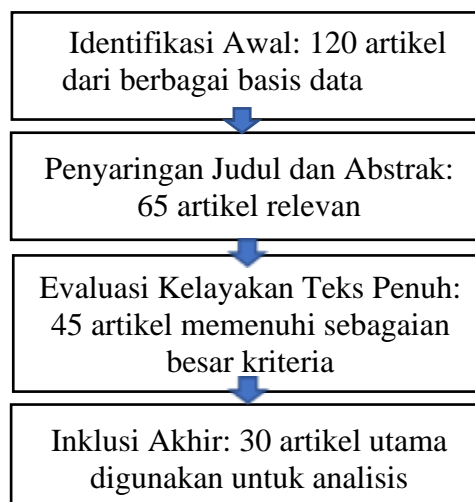 Identifikasi Awal: 120 artikel
dari berbagai basis data
Penyaringan Judul dan Abstrak:
65 artikel relevan
Evaluasi Kelayakan Teks Penuh:
45 artikel memenuhi sebagaian
besar kriteria
Inklusi Akhir: 30 artikel utama
digunakan untuk analisis